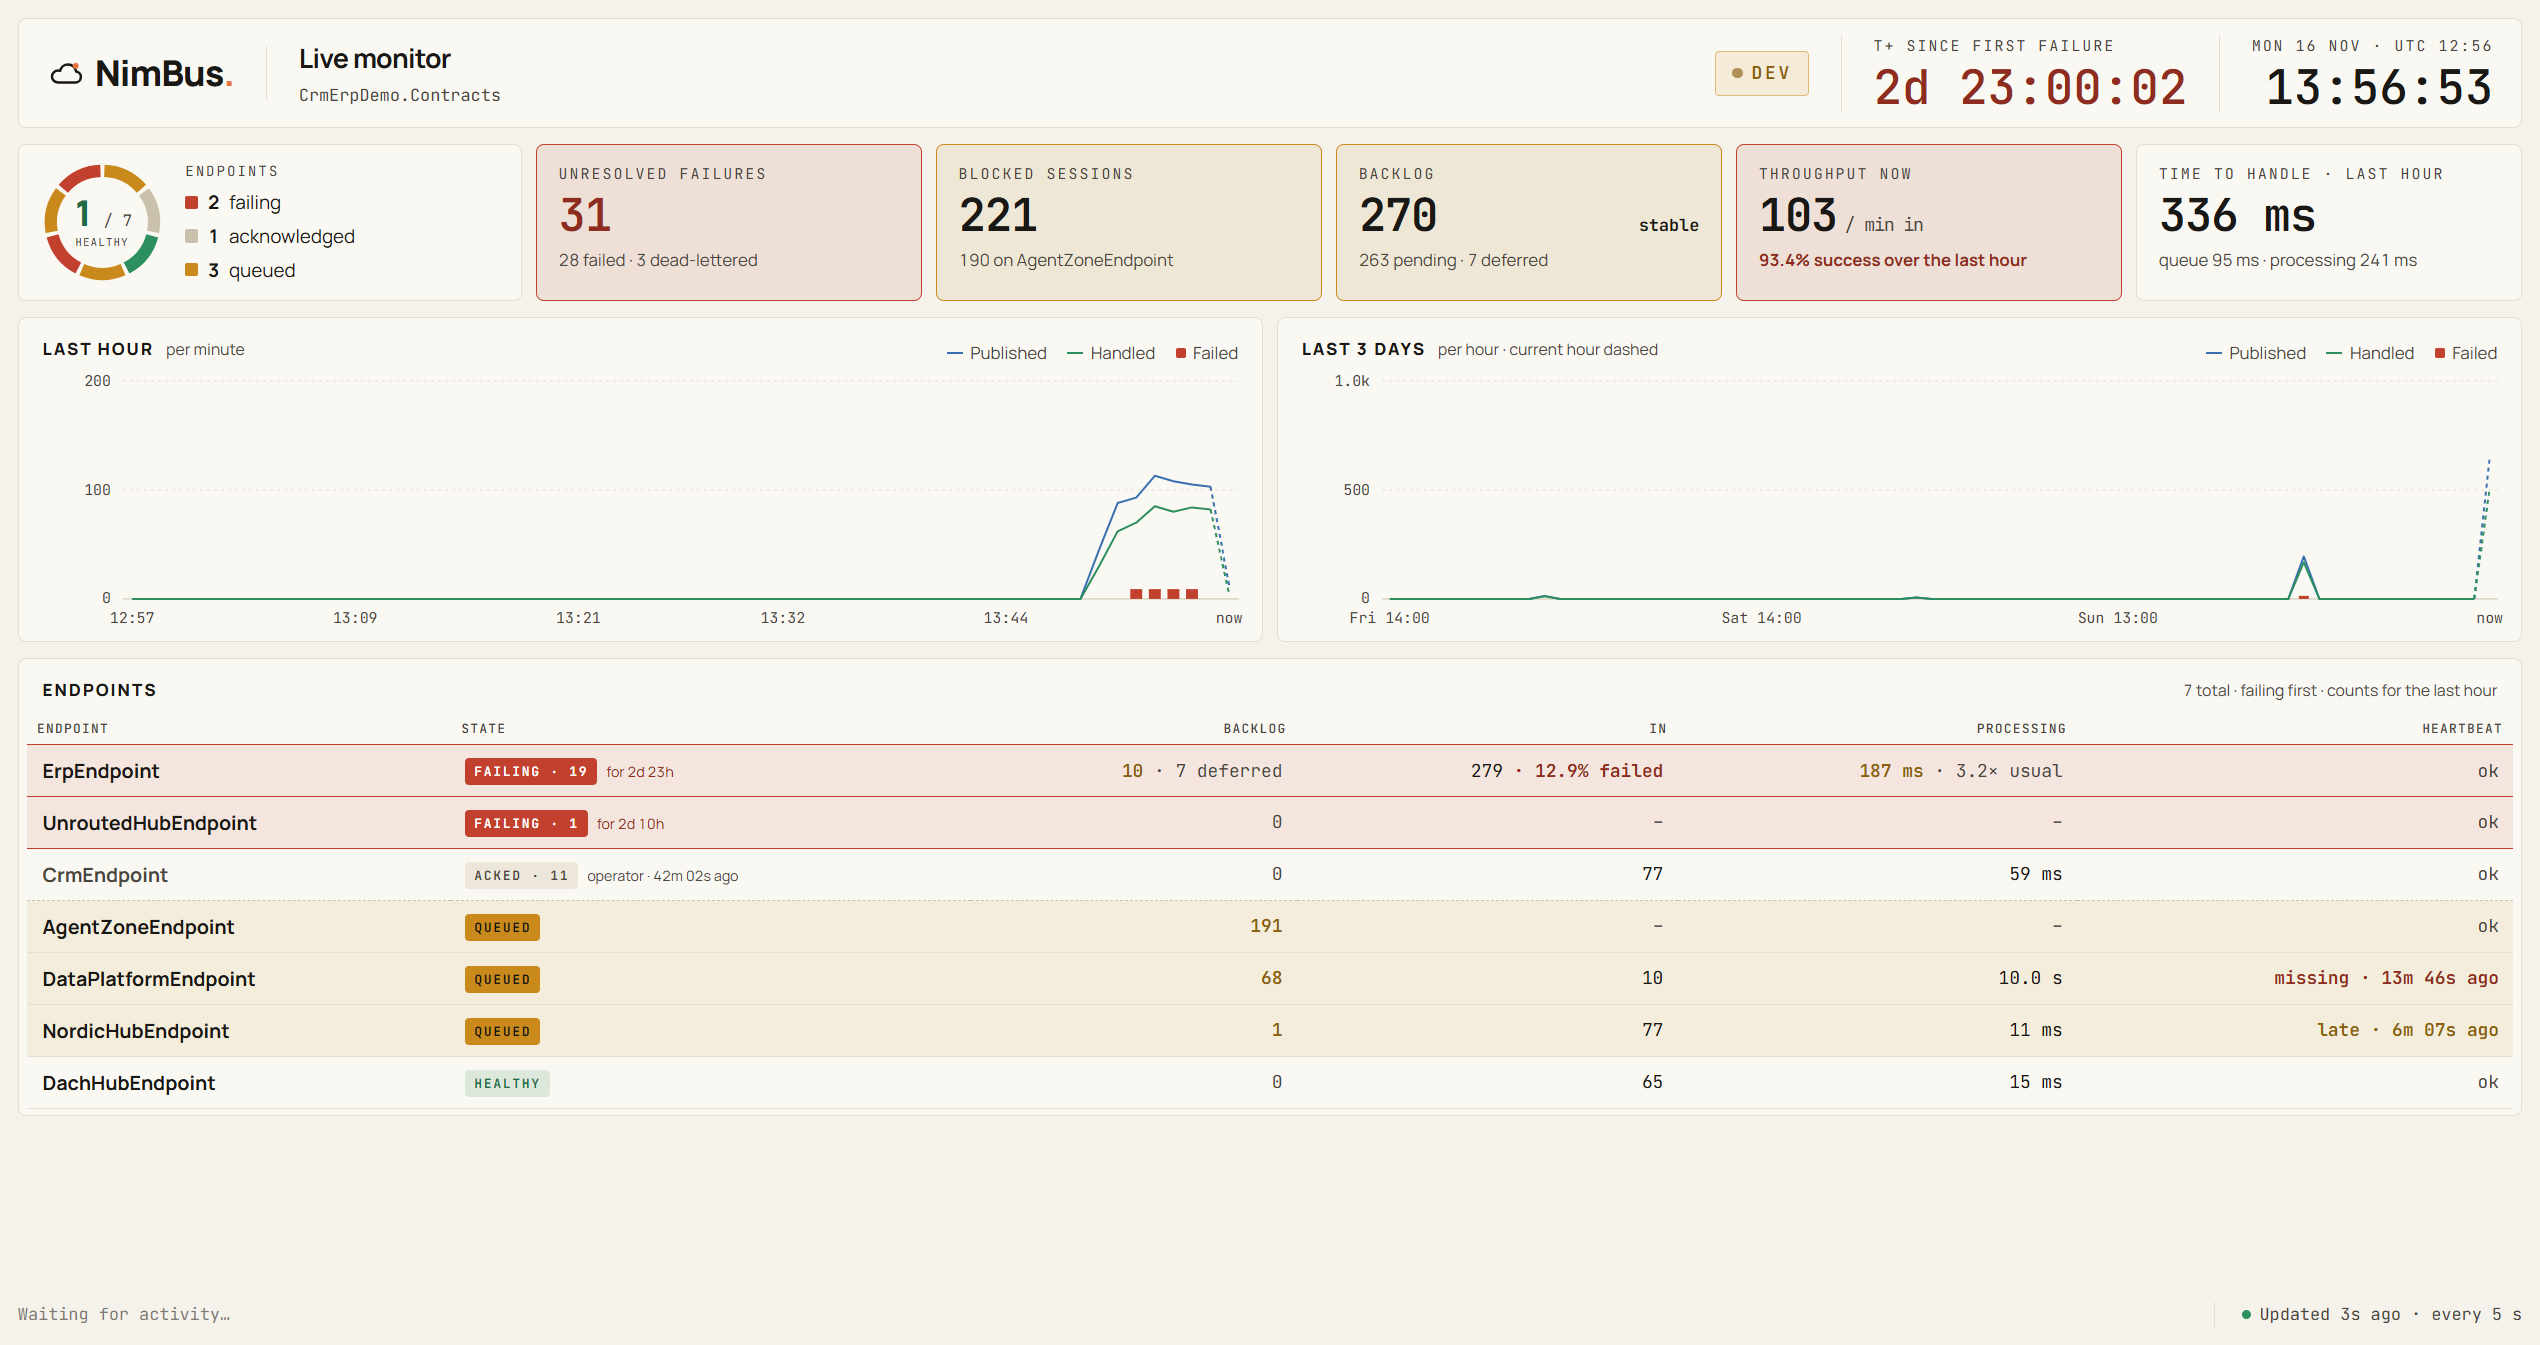 NimBus.
Live monitor
CrmErpDemo.Contracts
DEV
T+ SINCE FIRST FAILURE
2d 23:00:02
MON 16 NOV · UTC 12:56
13:56:53
1 / 7
HEALTHY
ENDPOINTS
2 failing
1 acknowledged
3 queued
UNRESOLVED FAILURES
31
28 failed · 3 dead-lettered
BLOCKED SESSIONS
221
190 on AgentZoneEndpoint
BACKLOG
270
stable
263 pending · 7 deferred
THROUGHPUT NOW
103 / min in
93.4% success over the last hour
TIME TO HANDLE · LAST HOUR
336 ms
queue 95 ms · processing 241 ms
LAST HOUR per minute
Published Handled Failed
200
100
0
12:57 13:09 13:21 13:32 13:44 now
LAST 3 DAYS per hour · current hour dashed
Published Handled Failed
1.0k
500
0
Fri 14:00 Sat 14:00 Sun 13:00 now
ENDPOINTS
7 total · failing first · counts for the last hour
ENDPOINT STATE BACKLOG IN PROCESSING HEARTBEAT
ErpEndpoint FAILING · 19 for 2d 23h 10 · 7 deferred 279 · 12.9% failed 187 ms · 3.2× usual ok
UnroutedHubEndpoint FAILING · 1 for 2d 10h 0 – – ok
CrmEndpoint ACKED · 11 operator · 42m 02s ago 0 77 59 ms ok
AgentZoneEndpoint QUEUED 191 – – ok
DataPlatformEndpoint QUEUED 68 10 10.0 s missing · 13m 46s ago
NordicHubEndpoint QUEUED 1 77 11 ms late · 6m 07s ago
DachHubEndpoint HEALTHY 0 65 15 ms ok
Waiting for activity…
Updated 3s ago · every 5 s